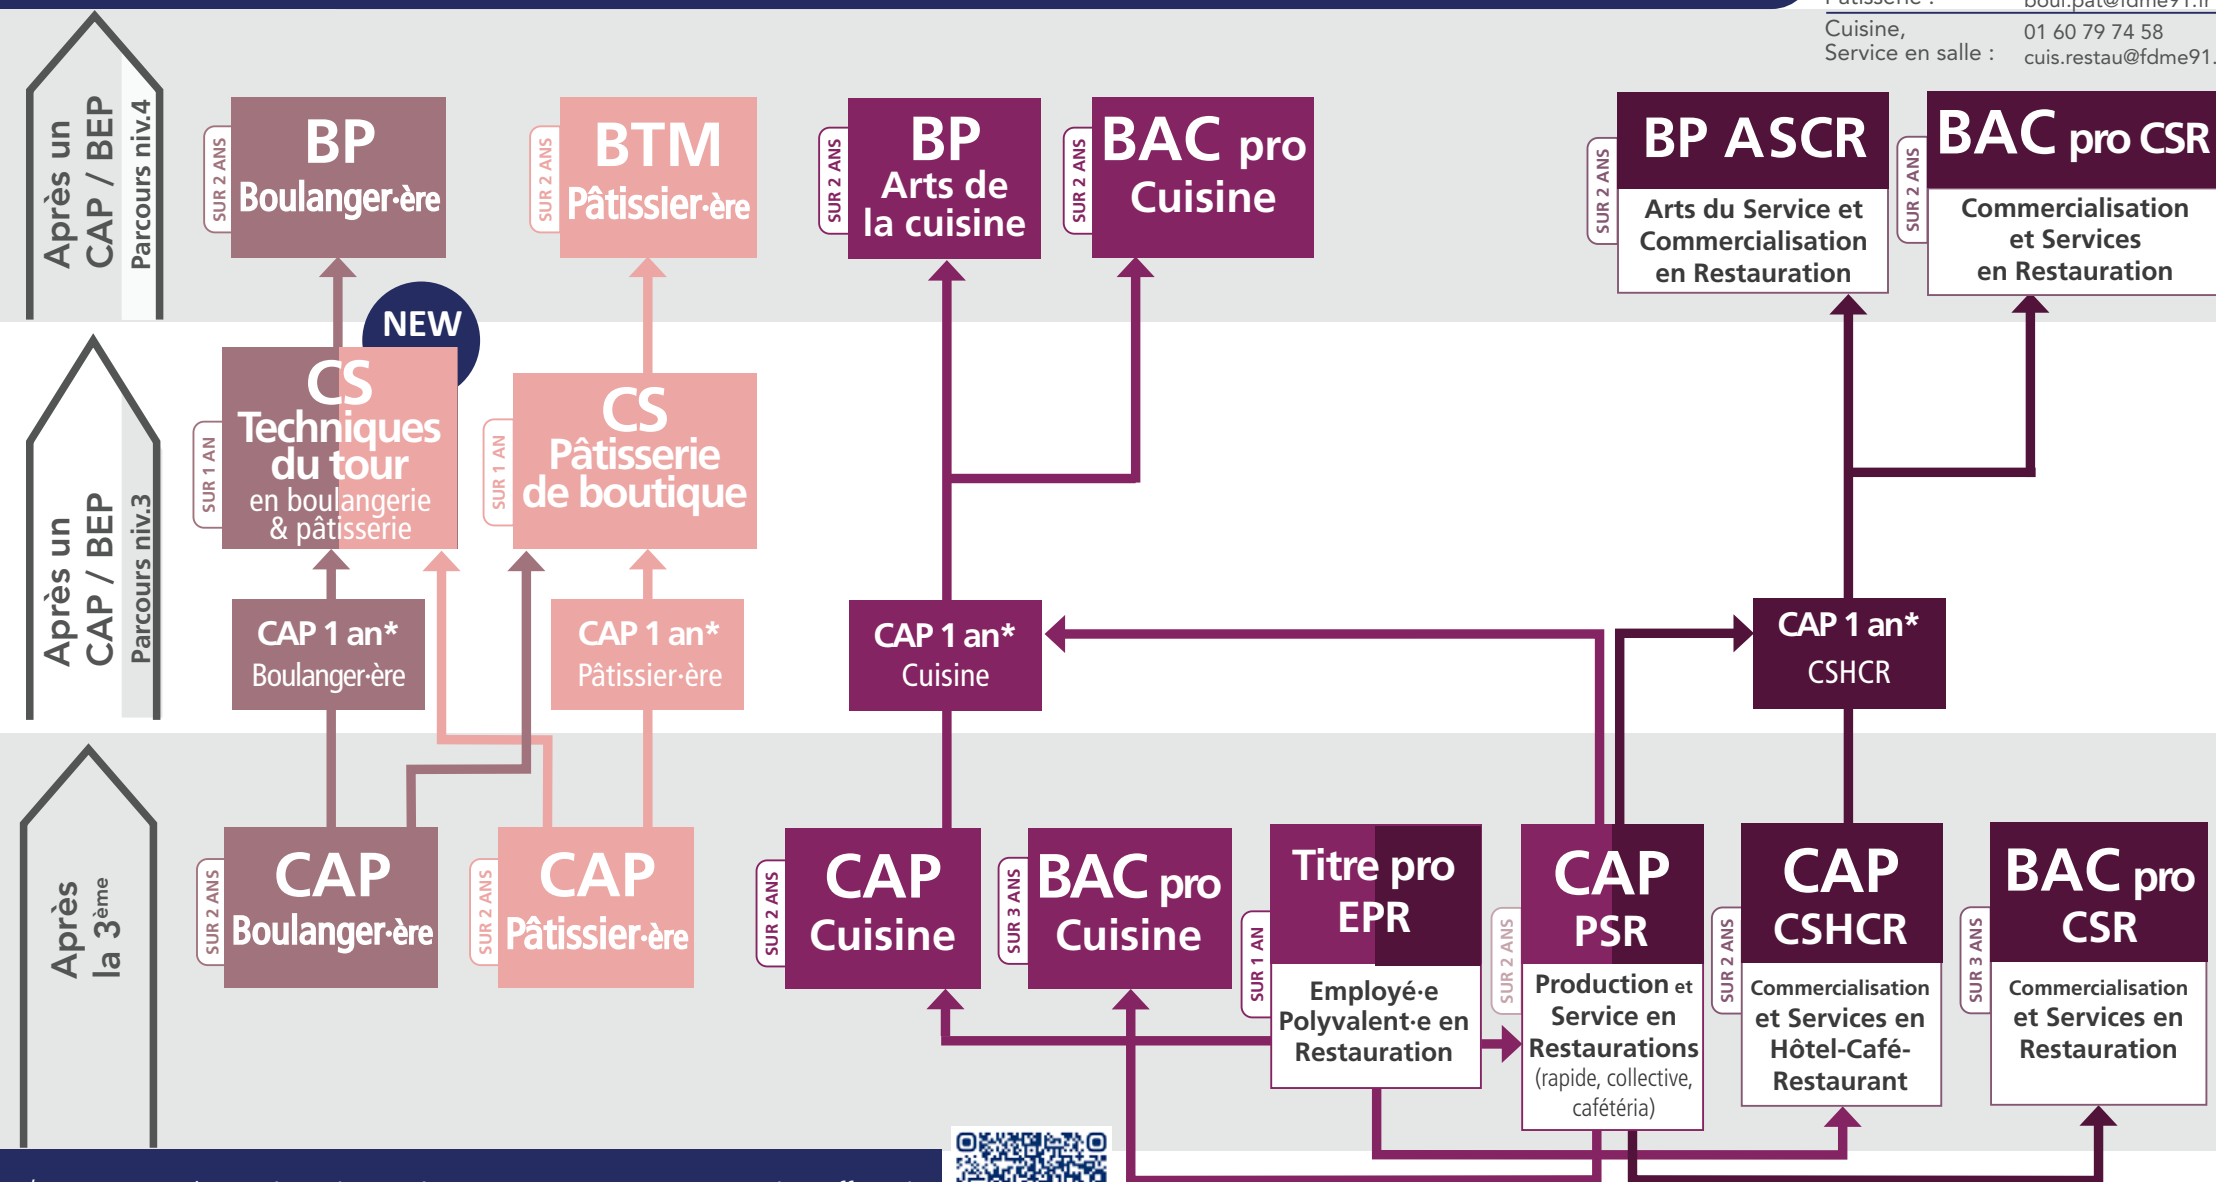 boul.pat@fdme91.fr
Cuisine,
Service en salle :
01 60 79 74 58
cuis.restau@fdme91.
Après un
CAP / BEP
Parcours niv.4
SUR 2 ANS
BP
Boulanger·ère
SUR 2 ANS
BTM
Pâtissier·ère
SUR 2 ANS
BP
Arts de
la cuisine
SUR 2 ANS
BAC pro
Cuisine
SUR 2 ANS
BP ASCR
Arts du Service et
Commercialisation
en Restauration
SUR 2 ANS
BAC pro CSR
Commercialisation
et Services
en Restauration
Après un
CAP / BEP
Parcours niv.3
NEW
SUR 1 AN
CS
Techniques
du tour
en boulangerie
& pâtisserie
SUR 1 AN
CS
Pâtisserie
de boutique
CAP 1 an*
Boulanger·ère
CAP 1 an*
Pâtissier·ère
CAP 1 an*
Cuisine
CAP 1 an*
CSHCR
Après
la 3ème
SUR 2 ANS
CAP
Boulanger·ère
SUR 2 ANS
CAP
Pâtissier·ère
SUR 2 ANS
CAP
Cuisine
SUR 3 ANS
BAC pro
Cuisine
SUR 1 AN
Titre pro
EPR
Employé·e
Polyvalent·e en
Restauration
SUR 2 ANS
CAP
PSR
Production et
Service en
Restaurations
(rapide, collective,
cafétéria)
SUR 2 ANS
CAP
CSHCR
Commercialisation
et Services en
Hôtel-Café-
Restaurant
SUR 3 ANS
BAC pro
CSR
Commercialisation
et Services en
Restauration